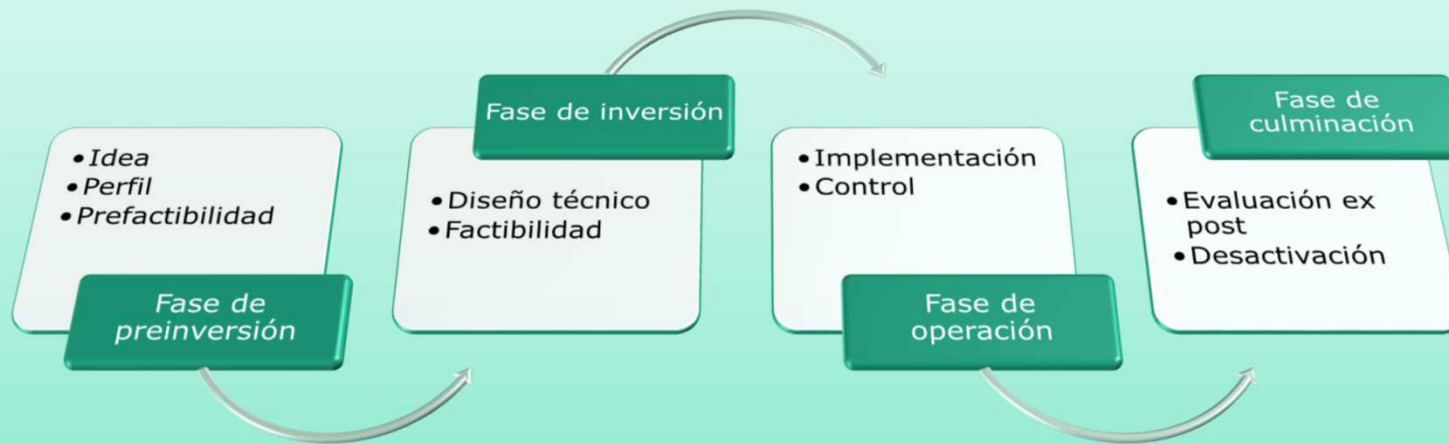 • Idea
• Perfil
• Prefactibilidad
Fase de
preinversión
Fase de inversión
• Diseño técnico
• Factibilidad
• Implementación
• Control
Fase de
operación
Fase de
culminación
• Evaluación ex
post
• Desactivación